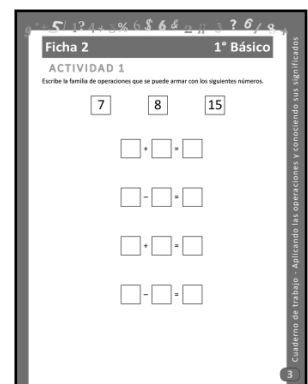 Ficha 2 1° Básico
ACTIVIDAD 1
Escribe la familia de operaciones que se puede armar con los siguientes números.
7 8 15
+ =
- =
+ =
- =
Cuaderno de trabajo - Aplicando las operaciones y conociendo sus significados
3